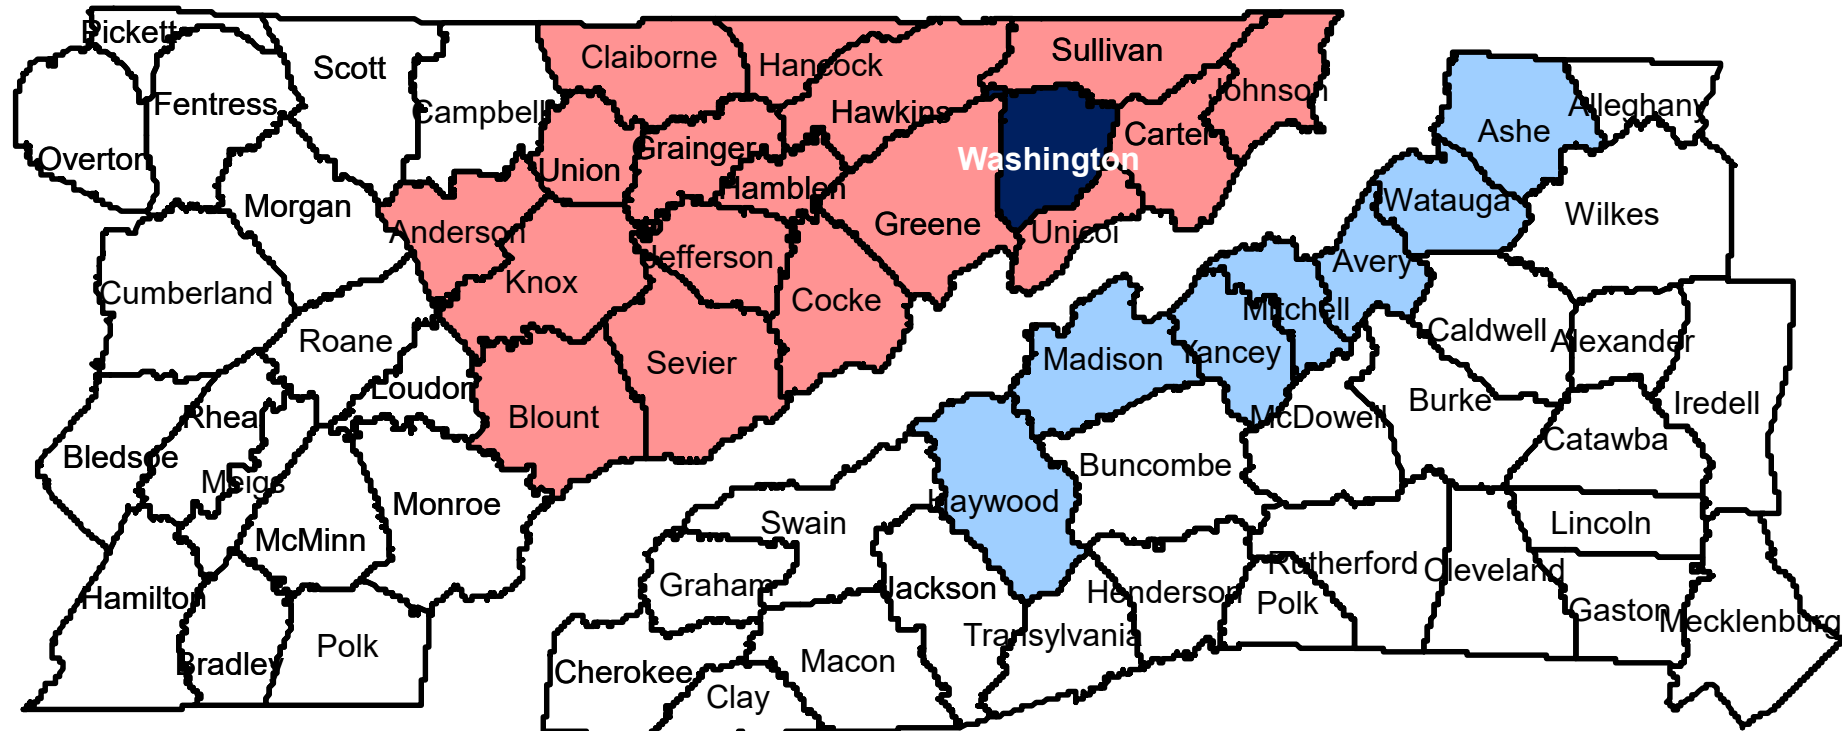 Pickett
Scott
Claiborne
Hancock
Sullivan
Johnson
Fentress
Campbell
Hawkins
Alleghany
Overton
Union
Grainger
Washington
Carter
Ashe
Morgan
Hamblen
Watauga
Wilkes
Anderson
Greene
Unicoi
Cumberland
Knox
Jefferson
Cocke
Avery
Mitchell
Roane
Sevier
Madison
Yancey
Caldwell
Alexander
Loudon
Blount
McDowell
Burke
Iredell
Rhea
Bledsoe
Meigs
Monroe
Buncombe
Catawba
Haywood
McMinn
Swain
Lincoln
Hamilton
Graham
Jackson
Henderson
Rutherford
Cleveland
Polk
Gaston
Mecklenburg
Bradley
Polk
Cherokee
Clay
Macon
Transylvania